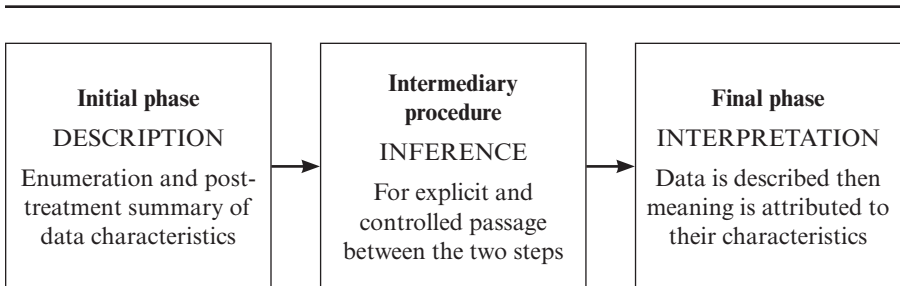 Initial phase
DESCRIPTION
Enumeration and post-
treatment summary of
data characteristics
Intermediary
procedure
INFERENCE
For explicit and
controlled passage
between the two steps
Final phase
INTERPRETATION
Data is described then
meaning is attributed to
their characteristics